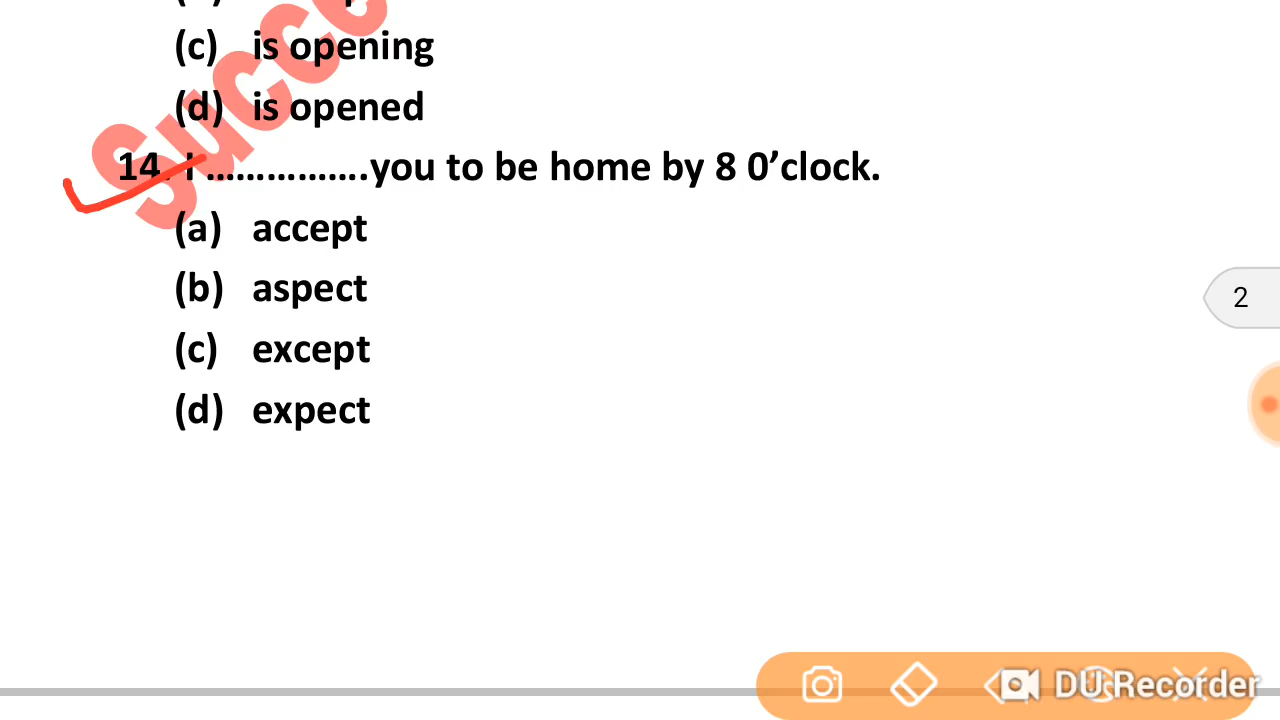 (c) is opening
(d) is opened
14. I …………….you to be home by 8 0’clock.
(a) accept
(b) aspect
(c) except
(d) expect
2
DU Recorder